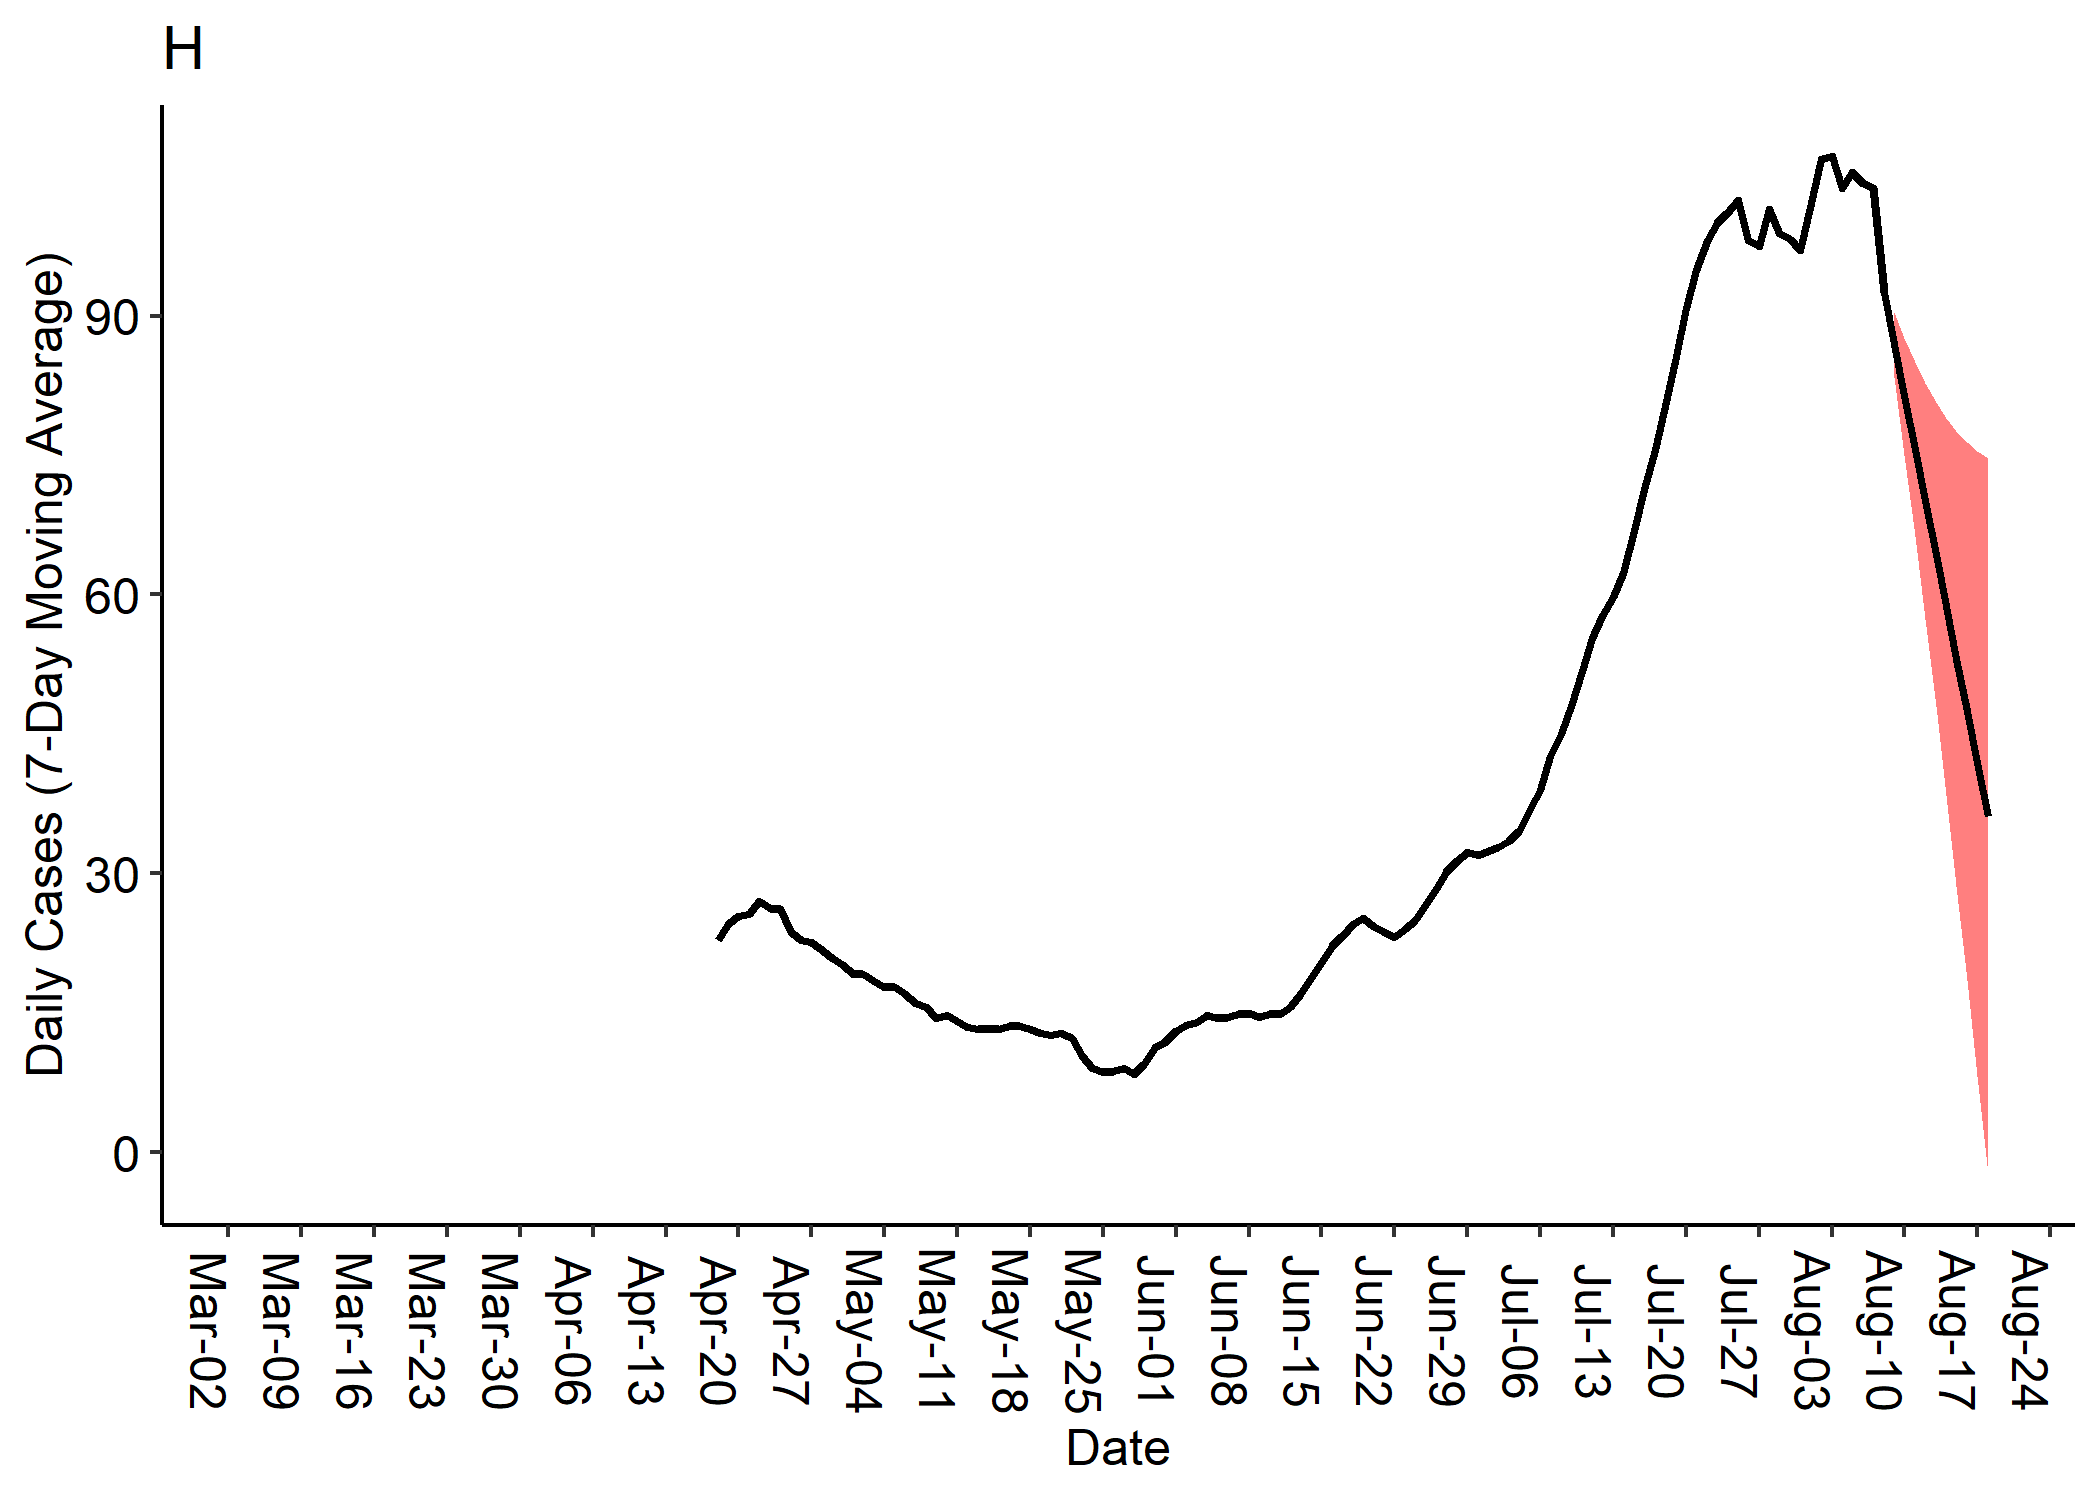 H
Daily Cases (7-Day Moving Average)
90
60
30
0
Mar-02
Mar-09
Mar-16
Mar-23
Mar-30
Apr-06
Apr-13
Apr-20
Apr-27
May-04
May-11
May-18
May-25
Jun-01
Jun-08
Jun-15
Jun-22
Jun-29
Jul-06
Jul-13
Jul-20
Jul-27
Aug-03
Aug-10
Aug-17
Aug-24
Date